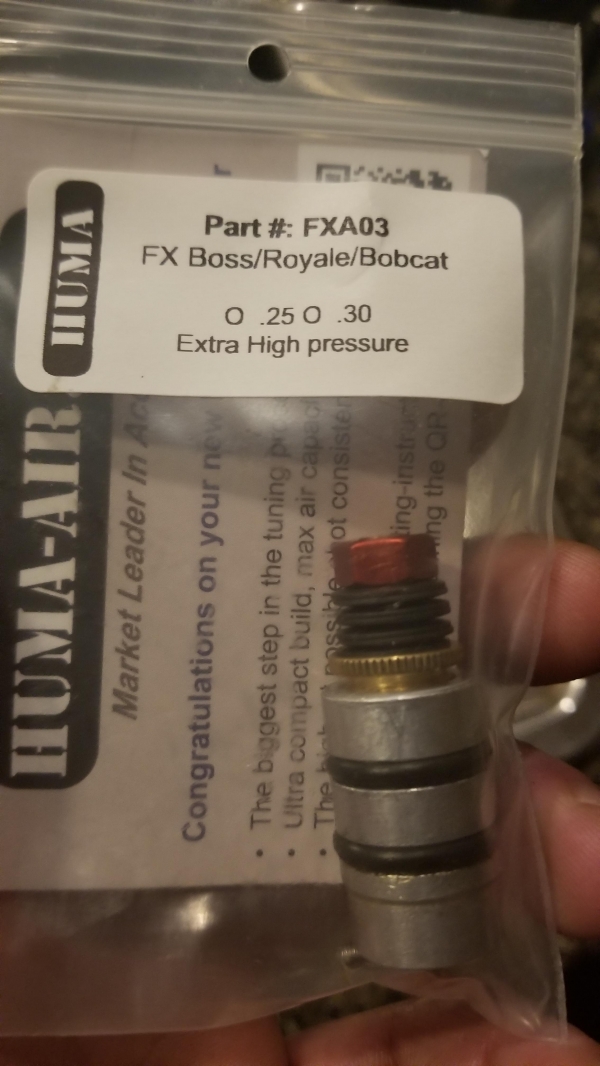 HUMA
Part #: FXA03
FX Boss/Royale/Bobcat
O .25 O .30
Extra High pressure
HUMA-AIR
Market Leader In
Congratulations on your new
• The biggest step in the tuning
• Ultra compact build, max air
• The